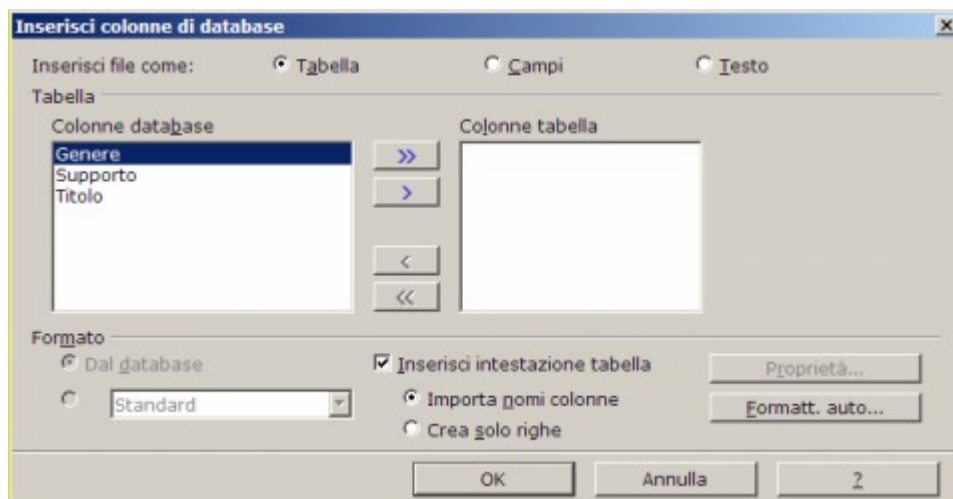 Inserisci colonne di database
Inserisci file come: Tabella Campi Testo
Tabella
Colonne database Colonne tabella
Genere >>
Supporto
Titolo >
<
<<
Formato
Dal database Inserisci intestazione tabella Proprietà...
Standard Importa nomi colonne Formatt. auto...
Crea solo righe
OK Annulla ?